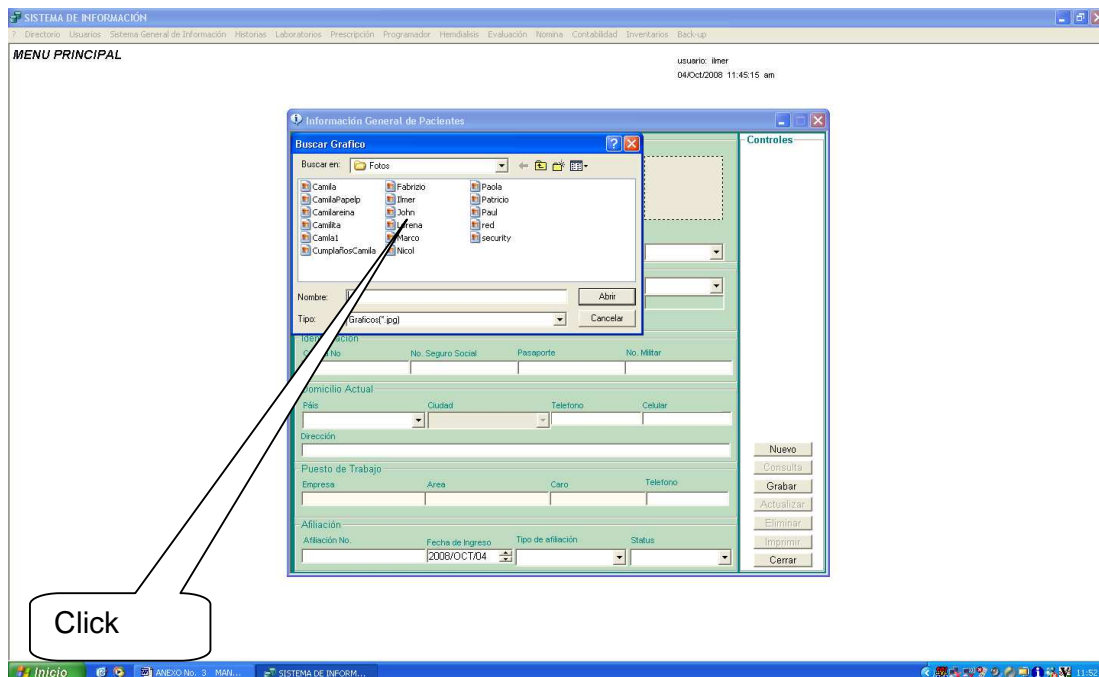 SISTEMA DE INFORMACIÓN
? Directorio Usuarios Sistema General de Información Historias Laboratorios Prescripción Programador Hemdialisis Evaluación Nomina Contabilidad Inventarios Back-up
MENU PRINCIPAL
usuario: ilmer
04/Oct/2008 11:45:15 am
Información General de Pacientes
Buscar Grafico
Buscar en: Fotos
Camila Fabrizio Paola
CamilaPapelp Ilmer Patricio
Camilareina John Paul
Camilita Lorena red
Camla1 Marco security
CumplañosCamila Nicol
Nombre: Abrir
Tipo: Graficos(*.jpg) Cancelar
Controles
No No. Seguro Social Pasaporte No. Militar
Domicilio Actual
Páis Ciudad Telefono Celular
Dirección
Puesto de Trabajo
Empresa Area Caro Telefono
Afiliación
Afiliación No. Fecha de Ingreso Tipo de afiliación Status
2008/OCT/04
Nuevo
Consulta
Grabar
Actualizar
Eliminar
Imprimir
Cerrar
Click
Inicio ANEXO No. 3 MAN... SISTEMA DE INFORM... 11:52